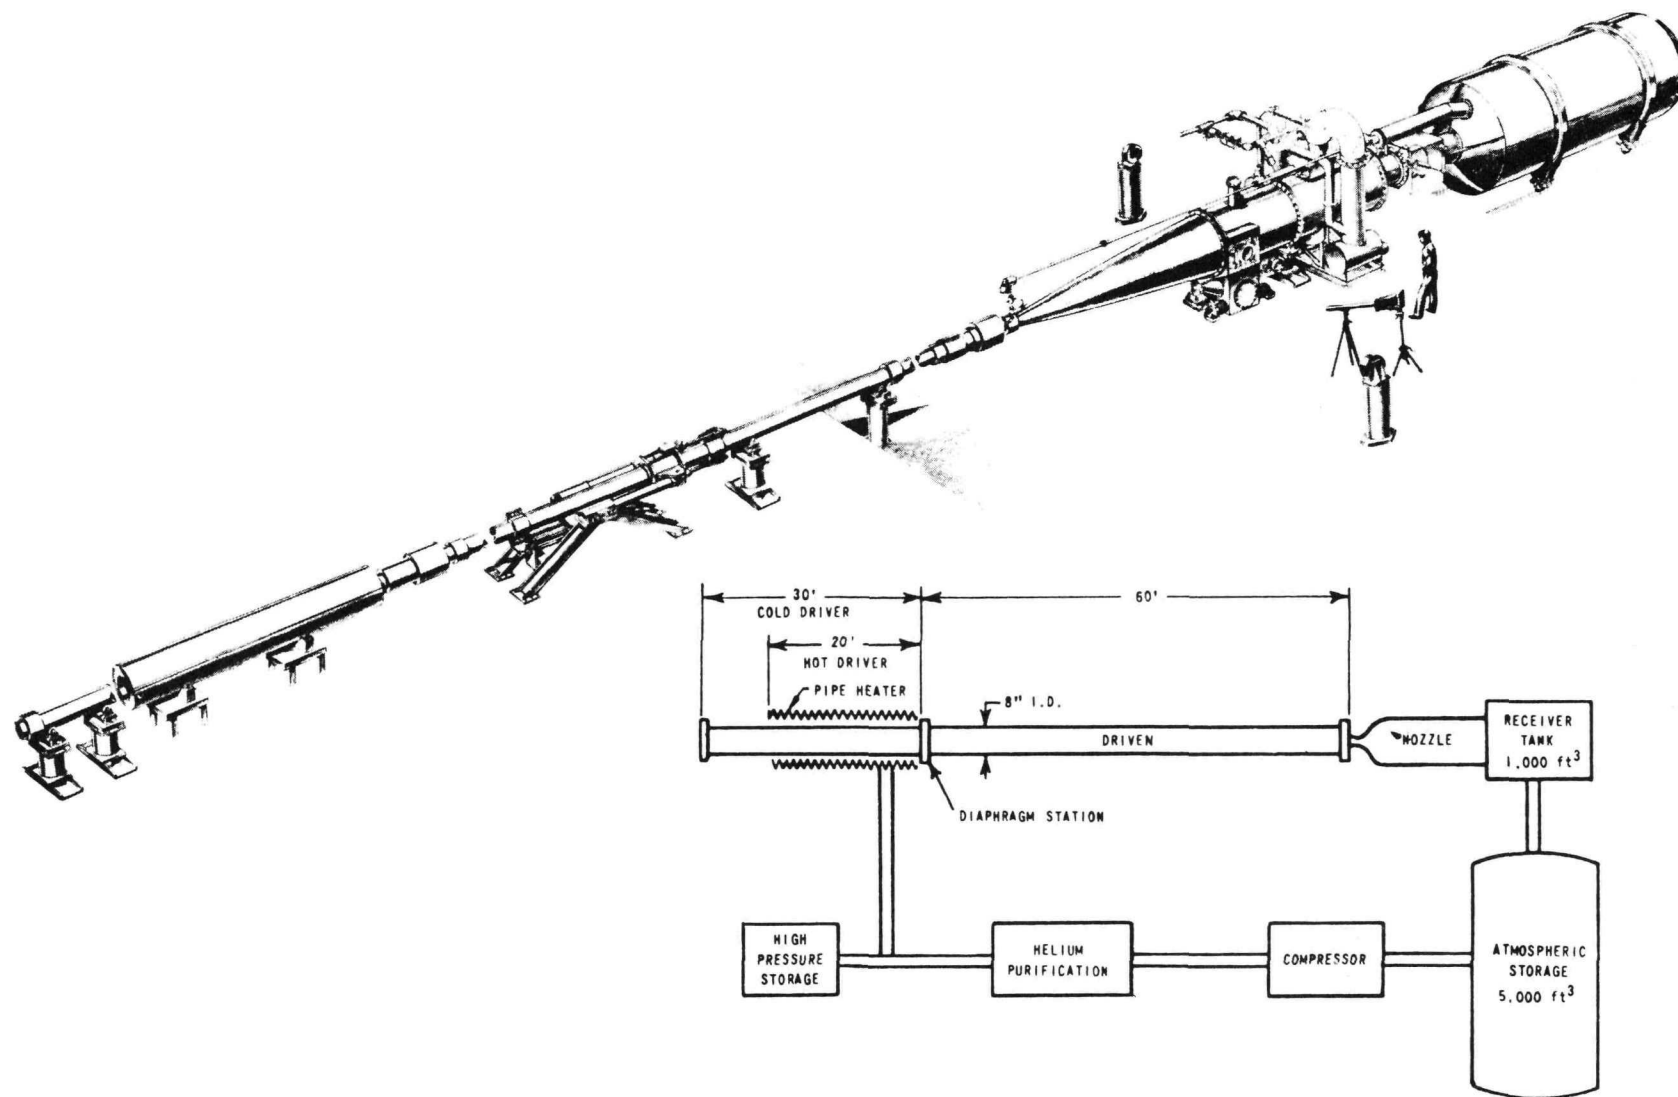 30'
COLD DRIVER
60'
20'
HOT DRIVER
PIPE HEATER
8" I.D.
DRIVEN
NOZZLE
RECEIVER
TANK
1,000 ft³
DIAPHRAGM STATION
HIGH
PRESSURE
STORAGE
HELIUM
PURIFICATION
COMPRESSOR
ATMOSPHERIC
STORAGE
5,000 ft³